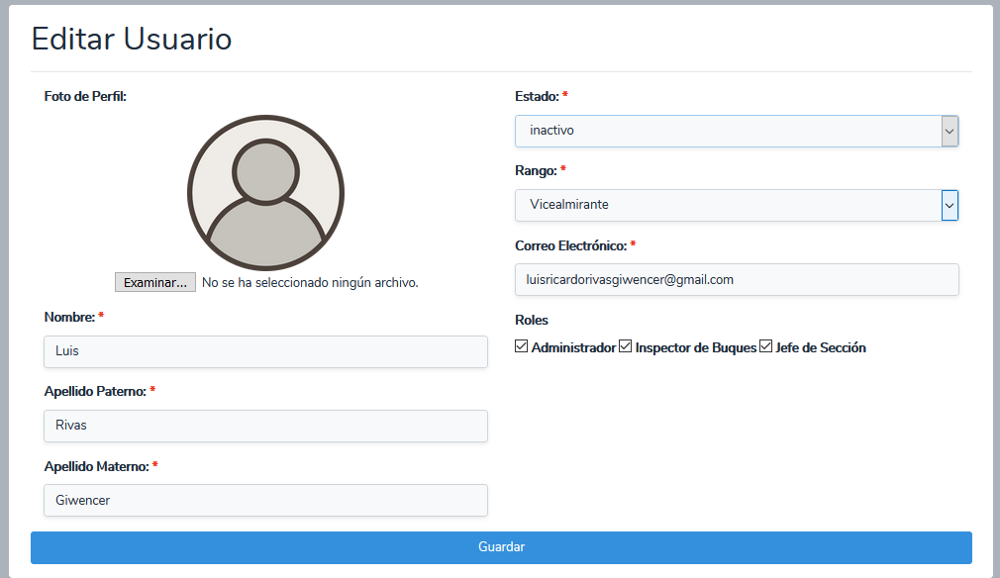 Editar Usuario
Foto de Perfil:
Examinar... No se ha seleccionado ningún archivo.
Nombre: *
Luis
Apellido Paterno: *
Rivas
Apellido Materno: *
Giwencer
Estado: *
inactivo
Rango: *
Vicealmirante
Correo Electrónico: *
luisricardorivasgiwencer@gmail.com
Roles
Administrador Inspector de Buques Jefe de Sección
Guardar